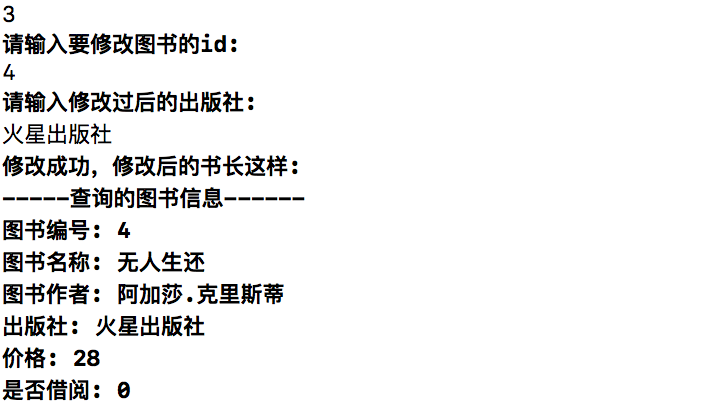 3
请输入要修改图书的id:
4
请输入修改过后的出版社:
火星出版社
修改成功，修改后的书长这样:
-----查询的图书信息------
图书编号: 4
图书名称: 无人生还
图书作者: 阿加莎.克里斯蒂
出版社: 火星出版社
价格: 28
是否借阅: 0